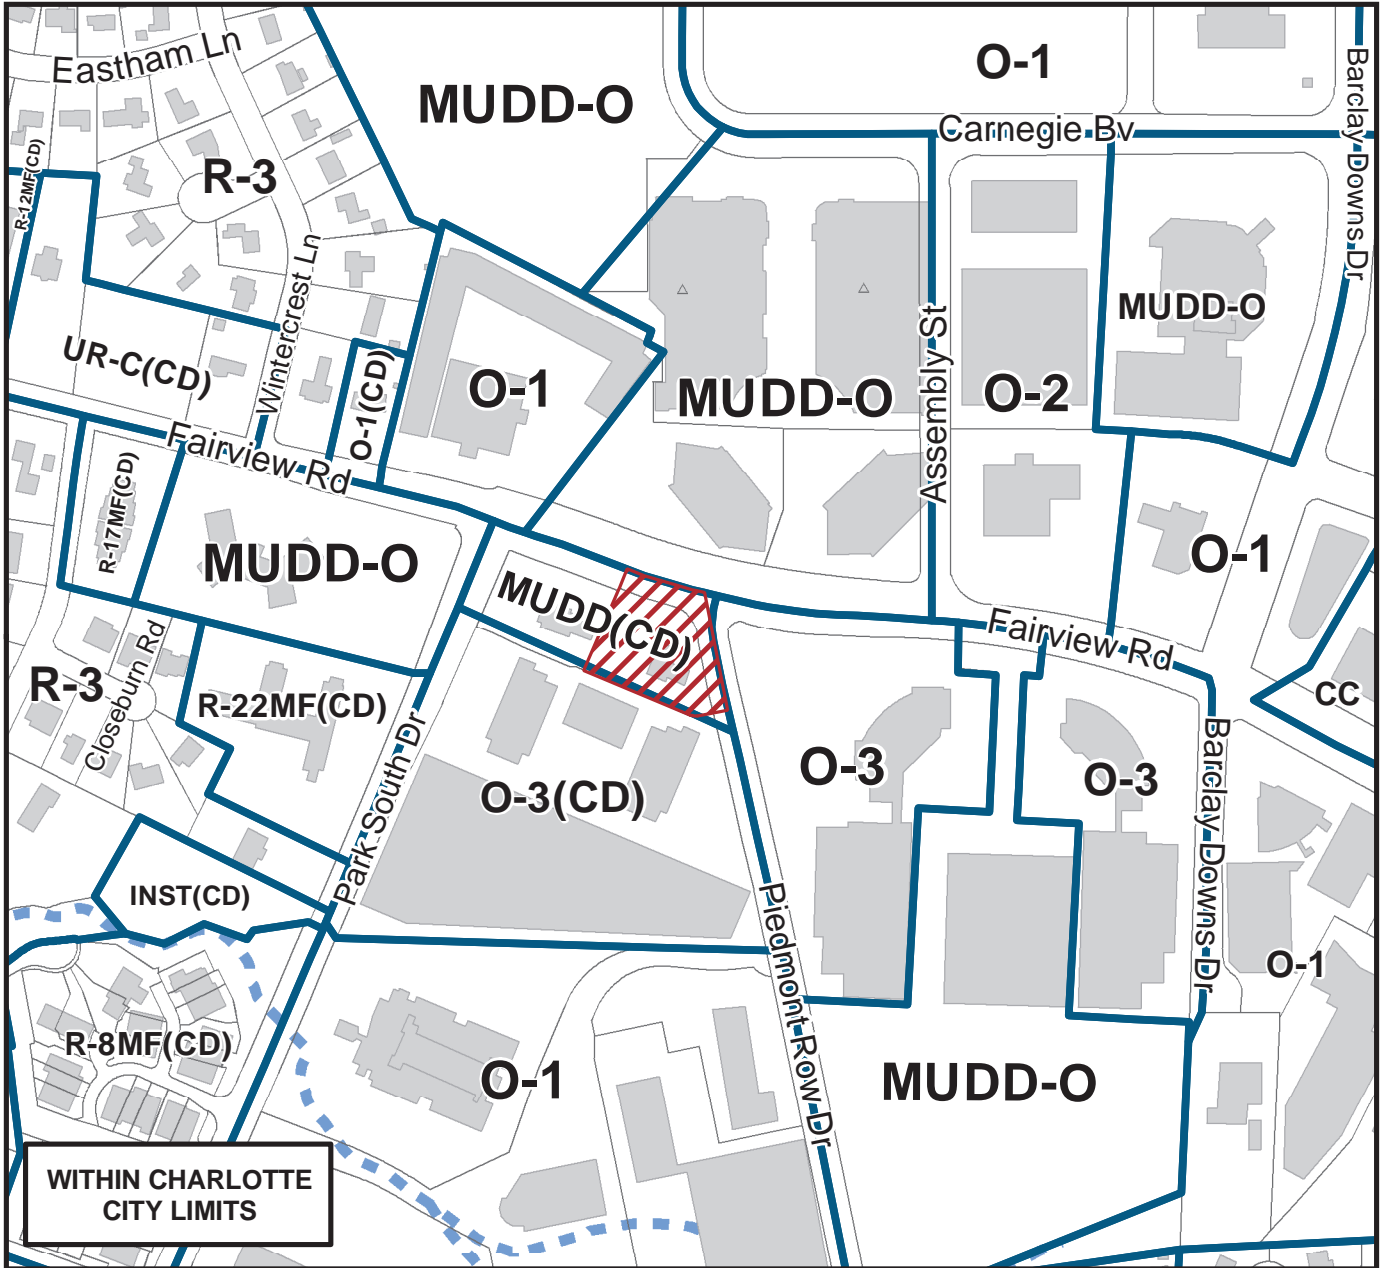 Eastham Ln
MUDD-O
O-1
Barclay Downs Dr
Carnegie Bv
R-12MF(CD)
R-3
Wintercrest Ln
MUDD-O
UR-C(CD)
O-1(CD)
O-1
MUDD-O
Assembly St
O-2
Fairview Rd
R-17MF(CD)
MUDD-O
MUDD(CD)
O-1
Fairview Rd
R-3
Closeburn Rd
R-22MF(CD)
CC
Park South Dr
O-3(CD)
O-3
O-3
Barclay Downs Dr
INST(CD)
Piedmont Row Dr
O-1
R-8MF(CD)
O-1
MUDD-O
WITHIN CHARLOTTE
CITY LIMITS